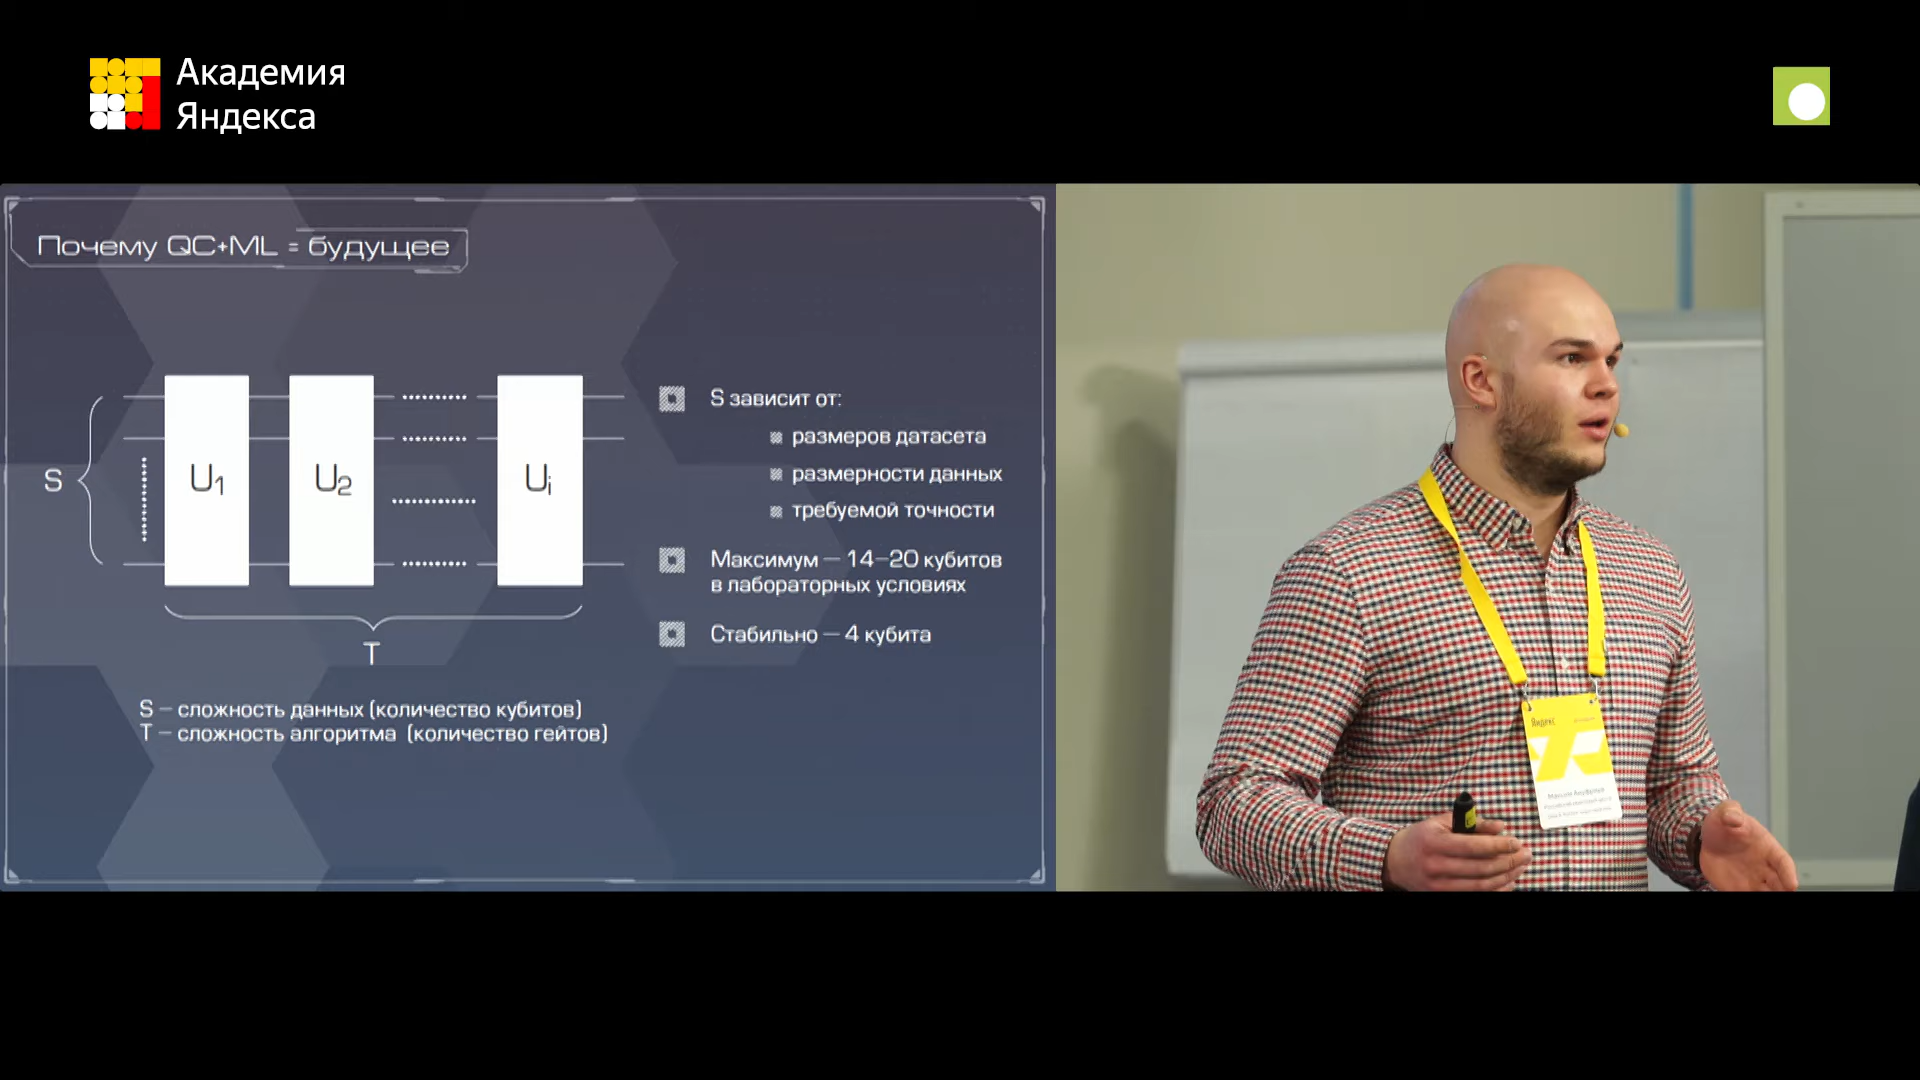 Академия
Яндекса
Почему QC+ML = будущее
S
U1
U2
Ui
T
S – сложность данных (количество кубитов)
T – сложность алгоритма (количество гейтов)
S зависит от:
размеров датасета
размерности данных
требуемой точности
Максимум – 14–20 кубитов
в лабораторных условиях
Стабильно – 4 кубита
Яндекс